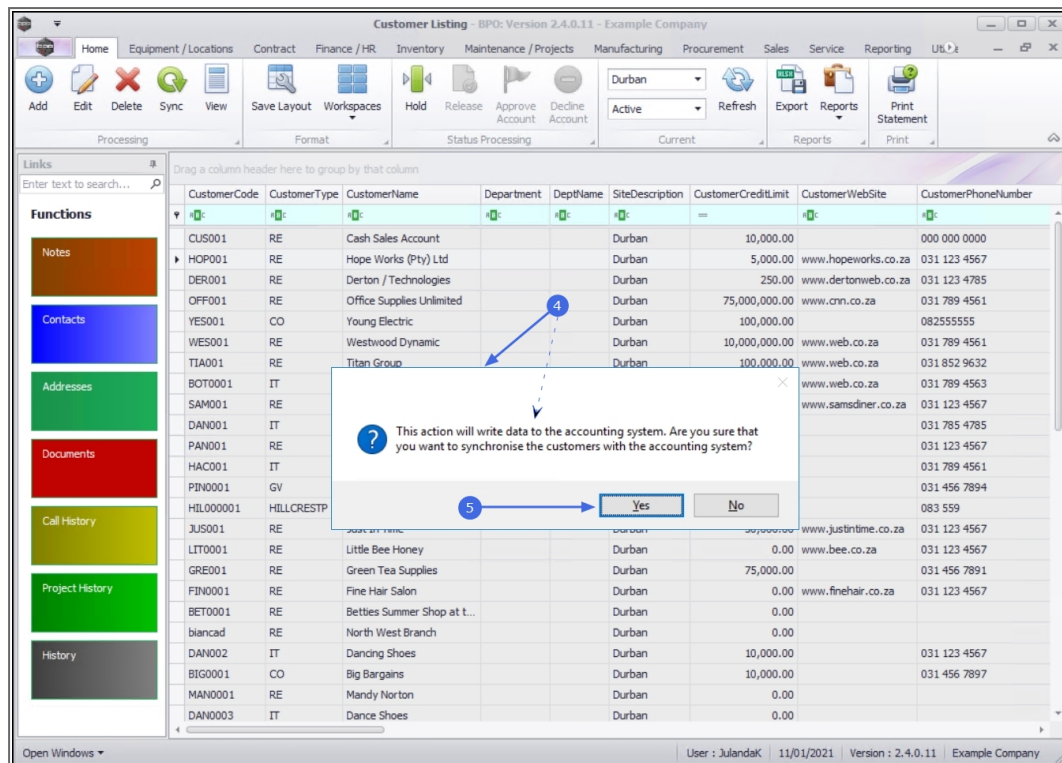 Customer Listing - BPO: Version 2.4.0.11 - Example Company
Home Equipment / Locations Contract Finance / HR Inventory Maintenance / Projects Manufacturing Procurement Sales Service Reporting
Add Edit Delete Sync View Save Layout Workspaces Hold Release Approve Account Decline Account Durban Active Refresh Export Reports Print Statement
Processing Format Status Processing Current Reports Print
Links
Enter text to search...
Functions
Notes
Contacts
Addresses
Documents
Call History
Project History
History
Drag a column header here to group by that column
CustomerCode CustomerType CustomerName Department DeptName SiteDescription CustomerCreditLimit CustomerWebSite CustomerPhoneNumber
CUS001 RE Cash Sales Account Durban 10,000.00 000 000 0000
HOP001 RE Hope Works (Pty) Ltd Durban 5,000.00 www.hopeworks.co.za 031 123 4567
DER001 RE Derton / Technologies Durban 250.00 www.dertonweb.co.za 031 123 4785
OFF001 RE Office Supplies Unlimited Durban 75,000,000.00 www.cnn.co.za 031 789 4561
YES001 CO Young Electric Durban 100,000.00 082555555
WES001 RE Westwood Dynamic Durban 10,000,000.00 www.web.co.za 031 789 4561
TIA001 RE Titan Group Durban 100,000.00 www.web.co.za 031 852 9632
BOT0001 IT www.web.co.za 031 789 4563
SAM001 RE www.samsdiner.co.za 031 123 4567
DAN001 IT 031 785 4785
PAN001 RE 031 123 4567
HAC001 IT 031 789 4561
PIN0001 GV 031 456 7894
HIL000001 HILLCRESTP 083 559
JUS001 RE Just In Time Durban 50,000.00 www.justintime.co.za 031 123 4567
LIT0001 RE Little Bee Honey Durban 0.00 www.bee.co.za 031 123 4567
GRE001 RE Green Tea Supplies Durban 75,000.00 031 456 7891
FIN0001 RE Fine Hair Salon Durban 0.00 www.finehair.co.za 031 123 4567
BET0001 RE Betties Summer Shop at t... Durban 0.00
biancad RE North West Branch Durban 0.00
DAN002 IT Dancing Shoes Durban 10,000.00 031 123 4567
BIG0001 CO Big Bargains Durban 10,000.00 031 456 7897
MAN0001 RE Mandy Norton Durban 0.00
DAN0003 IT Dance Shoes Durban 0.00
4
This action will write data to the accounting system. Are you sure that
you want to synchronise the customers with the accounting system?
5
Yes No
Open Windows User : JulandaK 11/01/2021 Version : 2.4.0.11 Example Company